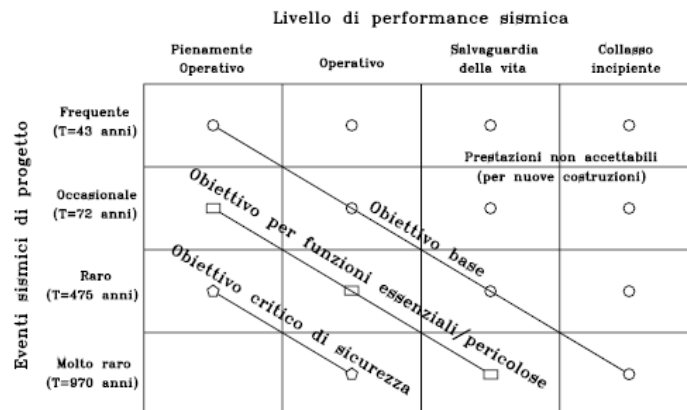 Livello di performance sismica
Pienamente
Operativo
Operativo
Salvaguardia
della vita
Collasso
incipiente
Eventi sismici di progetto
Frequente
(T=43 anni)
Prestazioni non accettabili
(per nuove costruzioni)
Occasionale
(T=72 anni)
Obiettivo base
Obiettivo per funzioni essenziali/pericolose
Raro
(T=475 anni)
Obiettivo critico di sicurezza
Molto raro
(T=970 anni)